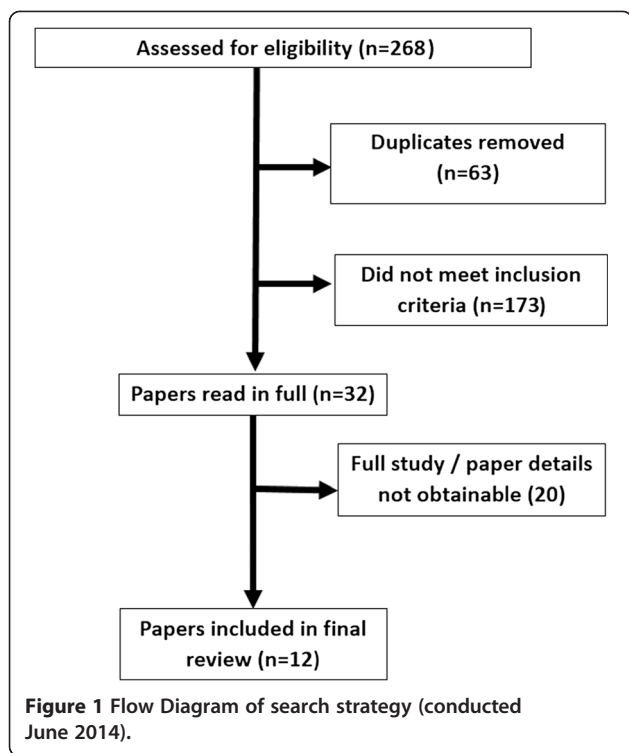 Assessed for eligibility (n=268)
Duplicates removed
(n=63)
Did not meet inclusion
criteria (n=173)
Papers read in full (n=32)
Full study / paper details
not obtainable (20)
Papers included in final
review (n=12)
Figure 1 Flow Diagram of search strategy (conducted
June 2014).